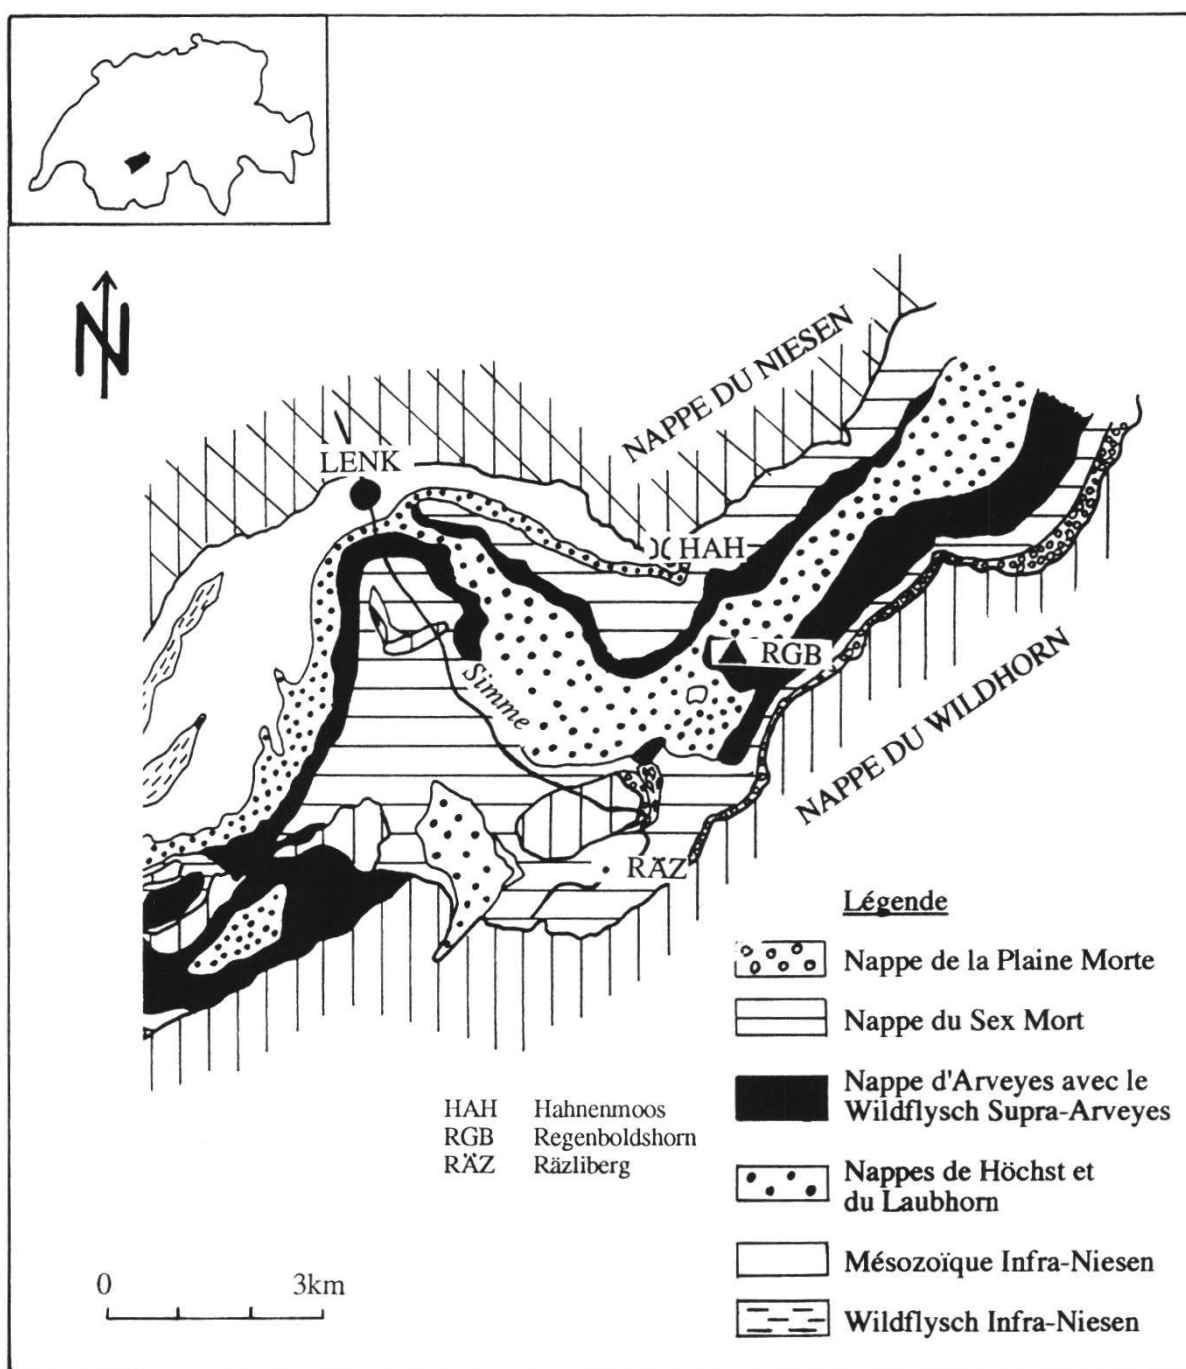 N
NAPPE DU NIESEN
LENK
HAH
RGB
Simme
NAPPE DU WILDHORN
RÄZ
Légende
Nappe de la Plaine Morte
Nappe du Sex Mort
Nappe d'Arveyes avec le
Wildflysch Supra-Arveyes
HAH Hahnenmoos
RGB Regenboldshorn
RÄZ Räzliberg
Nappes de Höchst et
du Laubhorn
Mésozoïque Infra-Niesen
0 3km
Wildflysch Infra-Niesen